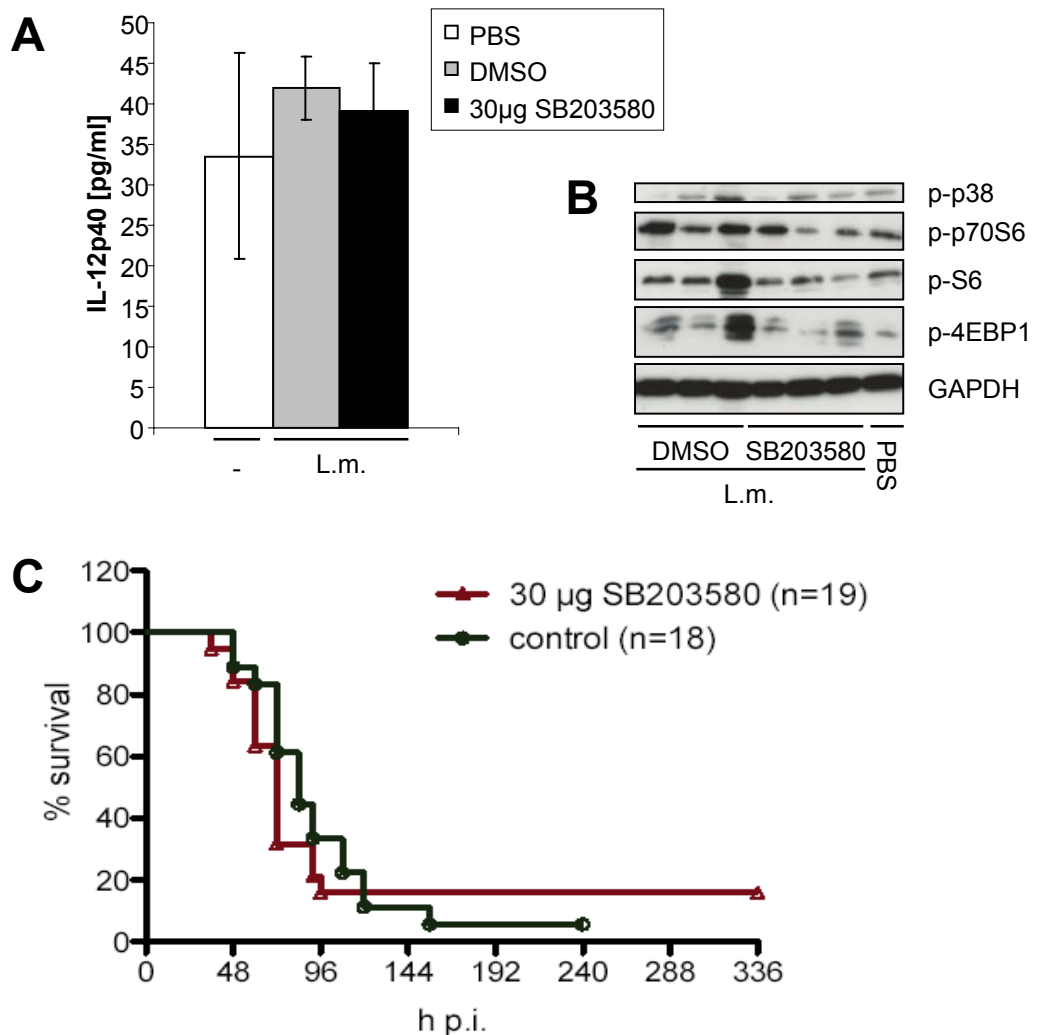 A
IL-12p40 [pg/ml]
50
45
40
35
30
25
20
15
10
5
0
-
L.m.
PBS
DMSO
30µg SB203580
B
p-p38
p-p70S6
p-S6
p-4EBP1
GAPDH
DMSO SB203580 PBS
L.m.
C
% survival
120
100
80
60
40
20
0
0 48 96 144 192 240 288 336
h p.i.
30 µg SB203580 (n=19)
control (n=18)